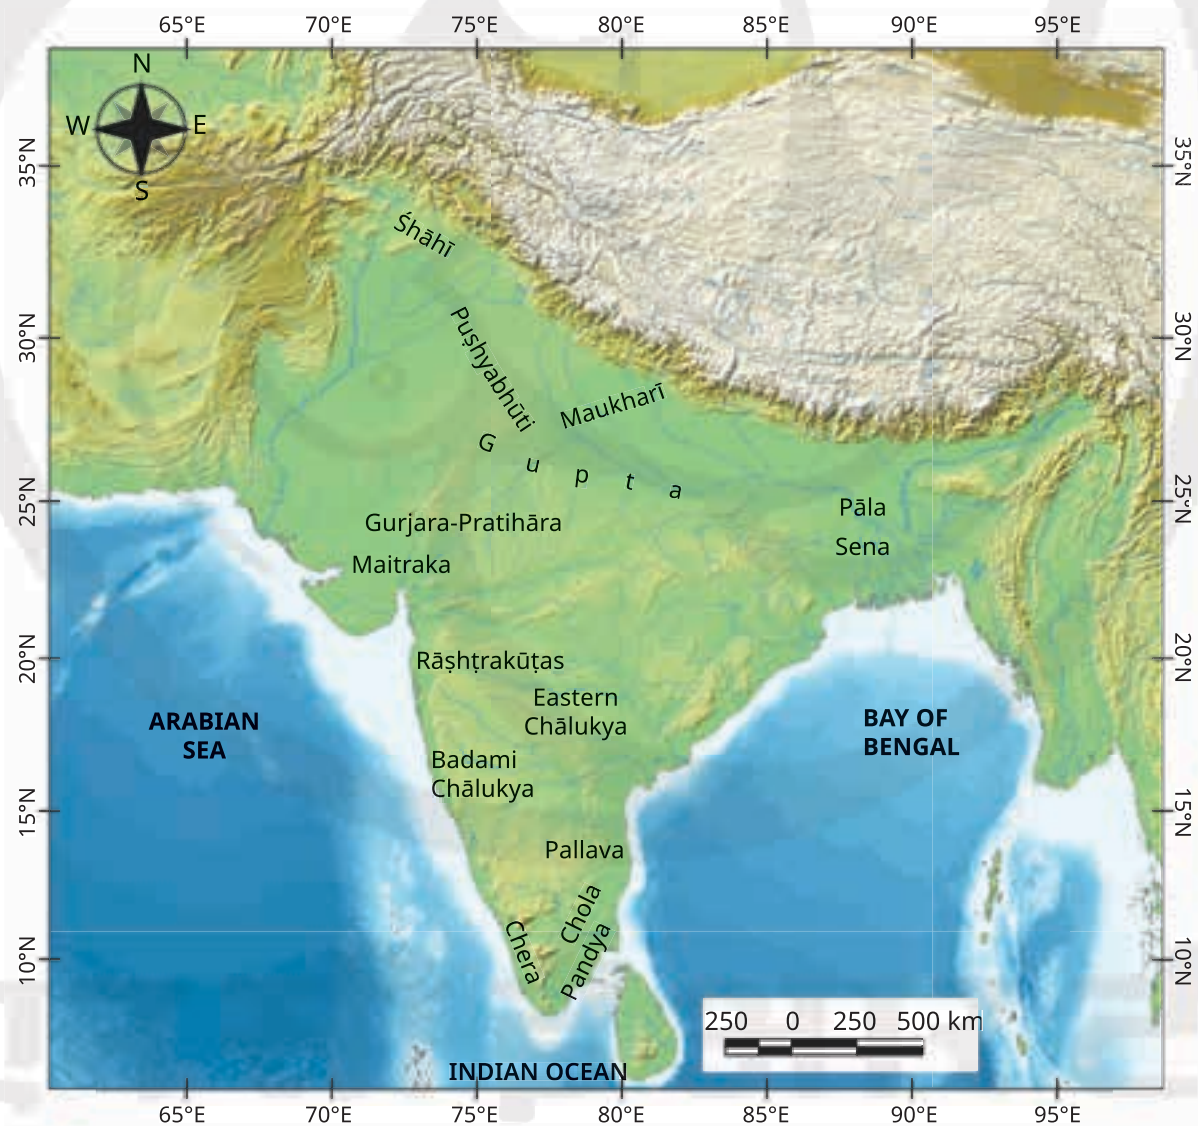 65°E 70°E 75°E 80°E 85°E 90°E 95°E
N
W E
S
35°N 35°N
Śhāhī
30°N 30°N
Puṣhyabhūti
Maukharī
G u p t a
25°N 25°N
Pāla
Gurjara-Pratihāra
Sena
Maitraka
20°N 20°N
Rāṣhṭrakūṭas
Eastern
Chālukya
ARABIAN
SEA
BAY OF
BENGAL
Badami
Chālukya
15°N 15°N
Pallava
Chola
Chera
Pandya
10°N 10°N
250 0 250 500 km
INDIAN OCEAN
65°E 70°E 75°E 80°E 85°E 90°E 95°E